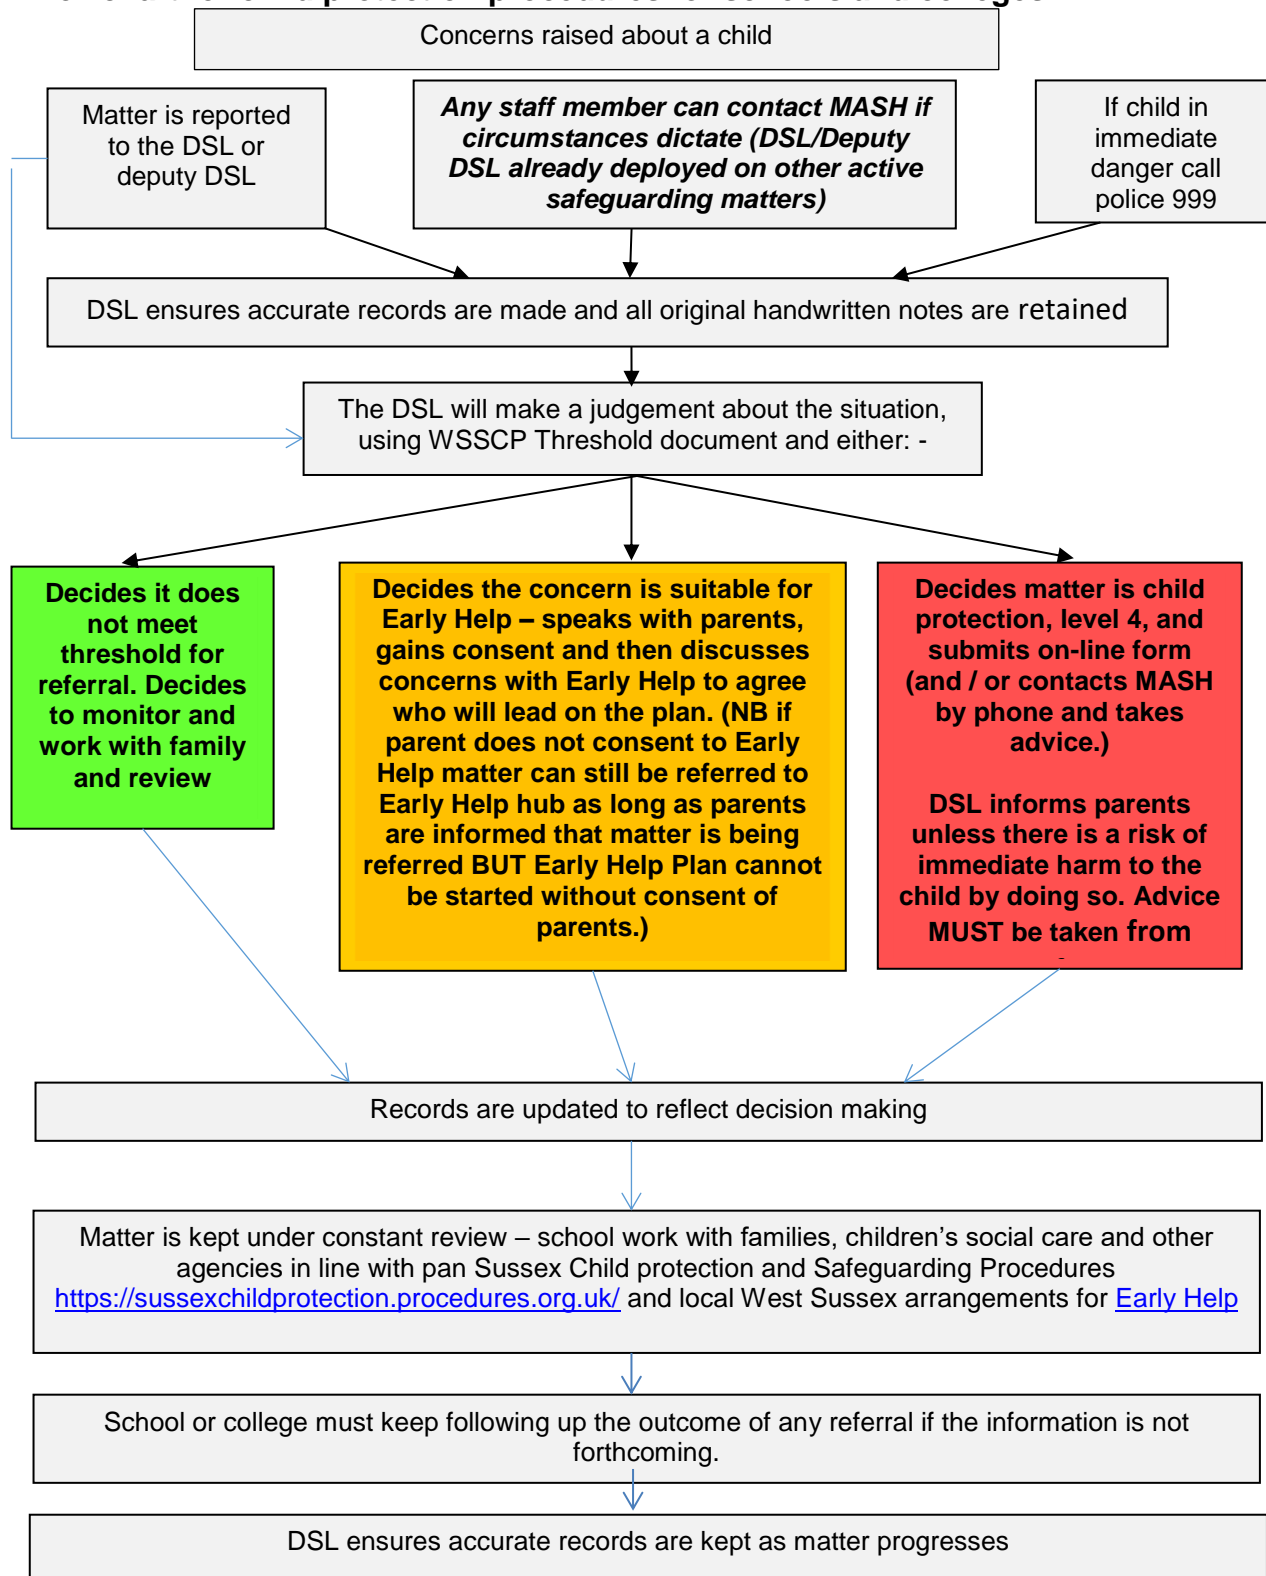 Concerns raised about a child
Matter is reported
to the DSL or
deputy DSL
Any staff member can contact MASH if
circumstances dictate (DSL/Deputy
DSL already deployed on other active
safeguarding matters)
If child in
immediate
danger call
police 999
DSL ensures accurate records are made and all original handwritten notes are retained
The DSL will make a judgement about the situation,
using WSSCP Threshold document and either: -
Decides it does
not meet
threshold for
referral. Decides
to monitor and
work with family
and review
Decides the concern is suitable for
Early Help – speaks with parents,
gains consent and then discusses
concerns with Early Help to agree
who will lead on the plan. (NB if
parent does not consent to Early
Help matter can still be referred to
Early Help hub as long as parents
are informed that matter is being
referred BUT Early Help Plan cannot
be started without consent of
parents.)
Decides matter is child
protection, level 4, and
submits on-line form
(and / or contacts MASH
by phone and takes
advice.)
DSL informs parents
unless there is a risk of
immediate harm to the
child by doing so. Advice
MUST be taken from
Records are updated to reflect decision making
Matter is kept under constant review – school work with families, children’s social care and other
agencies in line with pan Sussex Child protection and Safeguarding Procedures
https://sussexchildprotection.procedures.org.uk/ and local West Sussex arrangements for Early Help
School or college must keep following up the outcome of any referral if the information is not
forthcoming.
DSL ensures accurate records are kept as matter progresses